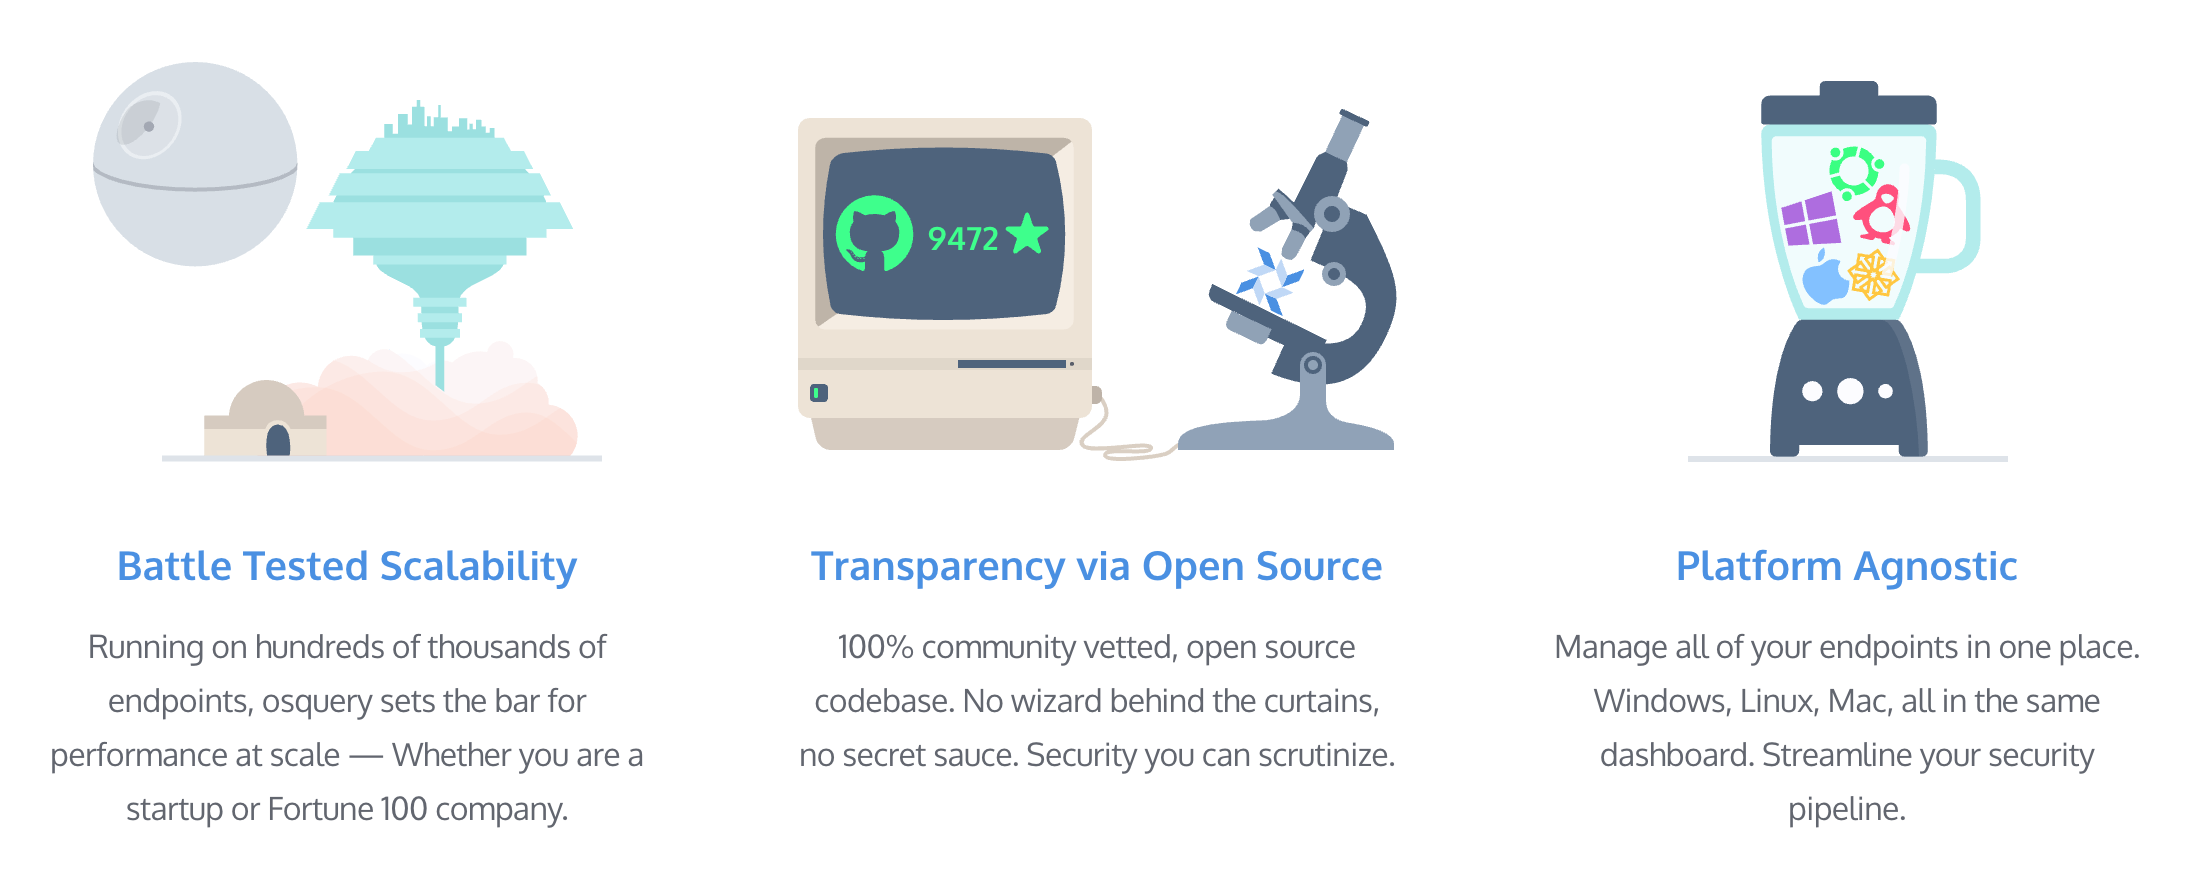 9472
Battle Tested Scalability
Running on hundreds of thousands of
endpoints, osquery sets the bar for
performance at scale — Whether you are a
startup or Fortune 100 company.
Transparency via Open Source
100% community vetted, open source
codebase. No wizard behind the curtains,
no secret sauce. Security you can scrutinize.
Platform Agnostic
Manage all of your endpoints in one place.
Windows, Linux, Mac, all in the same
dashboard. Streamline your security
pipeline.